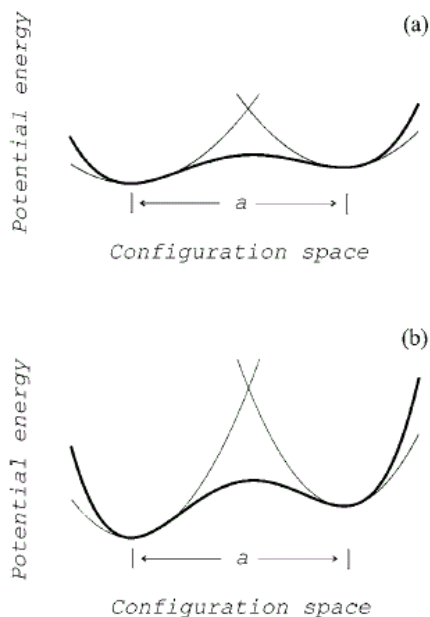 (a)
Potential energy
a
Configuration space
(b)
Potential energy
a
Configuration space